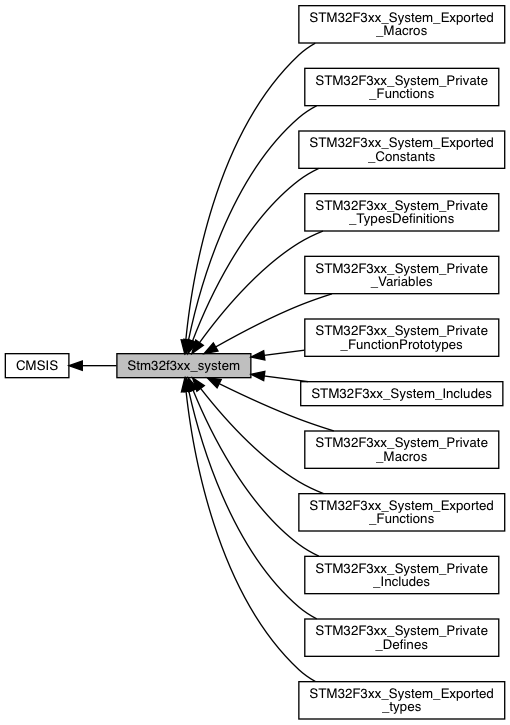 STM32F3xx_System_Exported
_Macros
STM32F3xx_System_Private
_Functions
STM32F3xx_System_Exported
_Constants
STM32F3xx_System_Private
_TypesDefinitions
STM32F3xx_System_Private
_Variables
STM32F3xx_System_Private
_FunctionPrototypes
CMSIS
Stm32f3xx_system
STM32F3xx_System_Includes
STM32F3xx_System_Private
_Macros
STM32F3xx_System_Exported
_Functions
STM32F3xx_System_Private
_Includes
STM32F3xx_System_Private
_Defines
STM32F3xx_System_Exported
_types